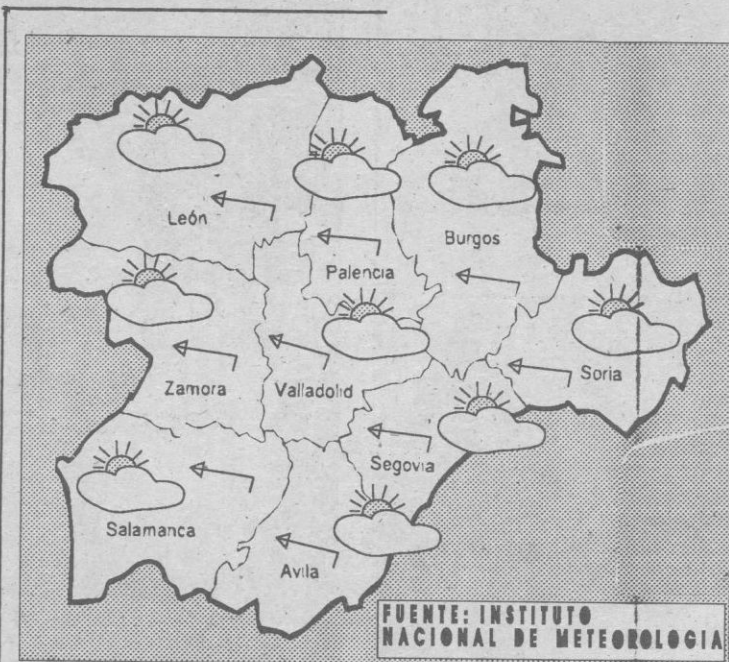 León
Burgos
Palencia
Soria
Zamora
Valladolid
Segovia
Salamanca
Avila
FUENTE: INSTITUTO
NACIONAL DE METEOROLOGIA